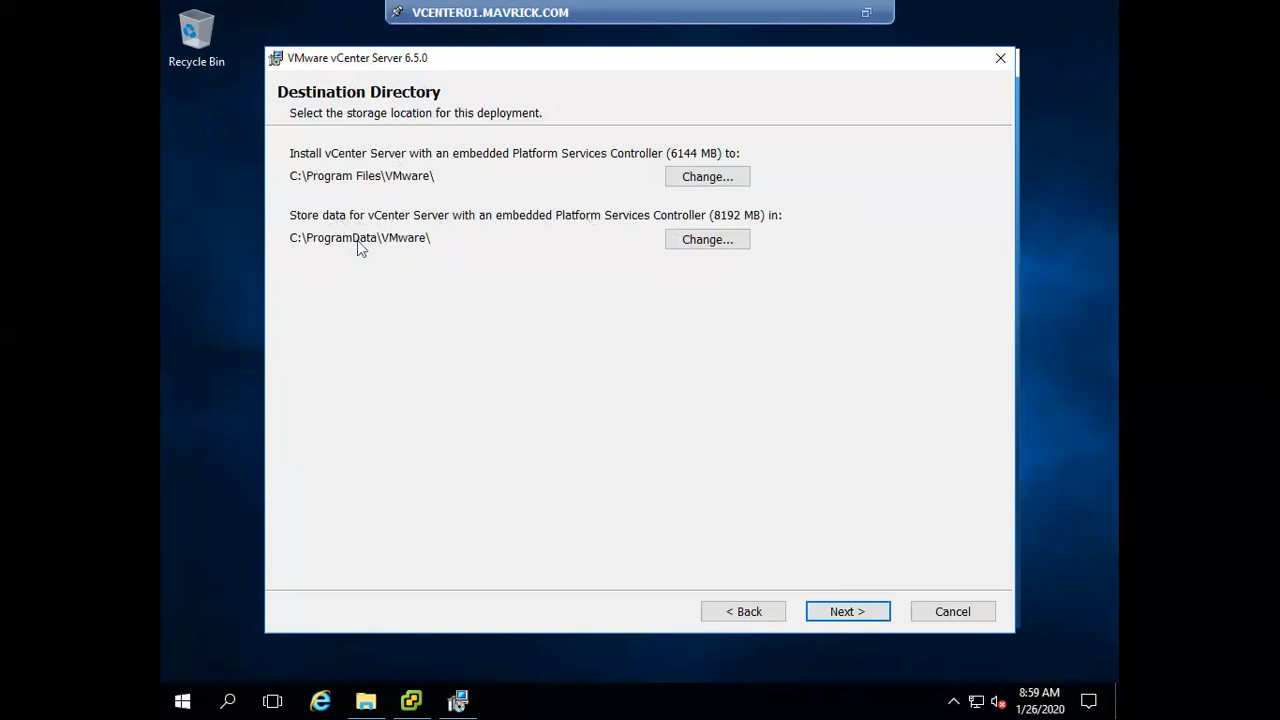 VCENTER01.MAVRICK.COM
Recycle Bin
VMware vCenter Server 6.5.0
Destination Directory
Select the storage location for this deployment.
Install vCenter Server with an embedded Platform Services Controller (6144 MB) to:
C:\Program Files\VMware\
Change...
Store data for vCenter Server with an embedded Platform Services Controller (8192 MB) in:
C:\ProgramData\VMware\
Change...
< Back
Next >
Cancel
8:59 AM
1/26/2020